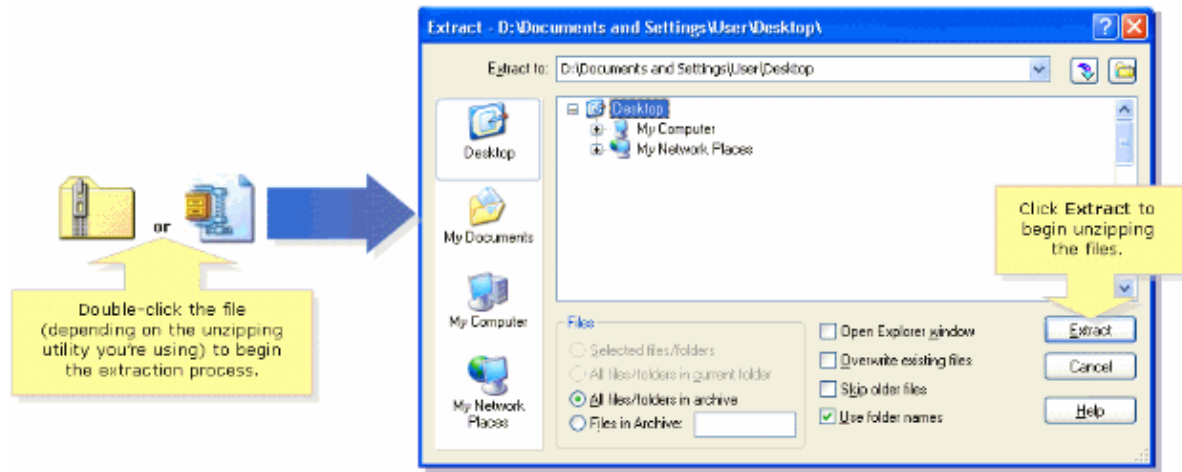 Extract - D:\Documents and Settings\User\Desktop\
Extract to: D:\Documents and Settings\User\Desktop
Desktop
My Documents
My Computer
My Network
Places
Desktop
My Computer
My Network Places
or
Double-click the file
(depending on the unzipping
utility you're using) to begin
the extraction process.
Click Extract to
begin unzipping
the files.
Files
Selected files/folders
All files/folders in current folder
All files/folders in archive
Files in Archive:
Open Explorer window
Overwrite existing files
Skip older files
Use folder names
Extract
Cancel
Help